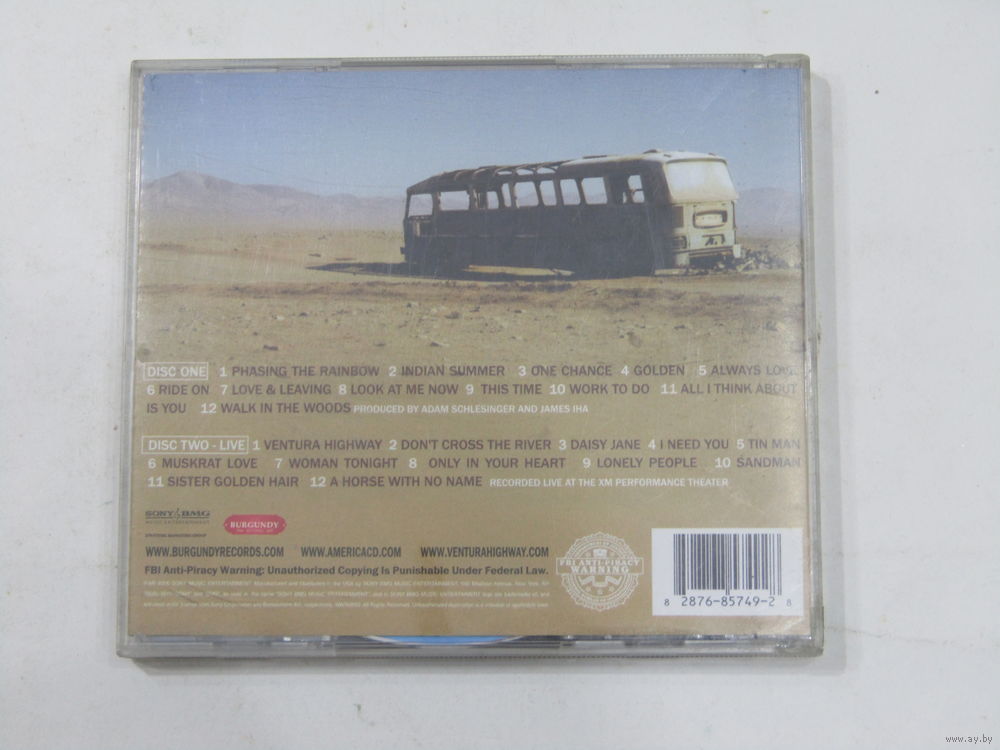 DISC ONE 1 PHASING THE RAINBOW 2 INDIAN SUMMER 3 ONE CHANCE 4 GOLDEN 5 ALWAYS LOVE
6 RIDE ON 7 LOVE & LEAVING 8 LOOK AT ME NOW 9 THIS TIME 10 WORK TO DO 11 ALL I THINK ABOUT
IS YOU 12 WALK IN THE WOODS PRODUCED BY ADAM SCHLESINGER AND JAMES IHA
DISC TWO - LIVE 1 VENTURA HIGHWAY 2 DON'T CROSS THE RIVER 3 DAISY JANE 4 I NEED YOU 5 TIN MAN
6 MUSKRAT LOVE 7 WOMAN TONIGHT 8 ONLY IN YOUR HEART 9 LONELY PEOPLE 10 SANDMAN
11 SISTER GOLDEN HAIR 12 A HORSE WITH NO NAME RECORDED LIVE AT THE XM PERFORMANCE THEATER
SONY BMG
MUSIC ENTERTAINMENT
BURGUNDY
WWW.BURGUNDYRECORDS.COM WWW.AMERICACD.COM WWW.VENTURAHIGHWAY.COM
FBI Anti-Piracy Warning: Unauthorized Copying Is Punishable Under Federal Law.
FBI ANTI-PIRACY
WARNING
8 2876-85749-2 8
www.ay.by